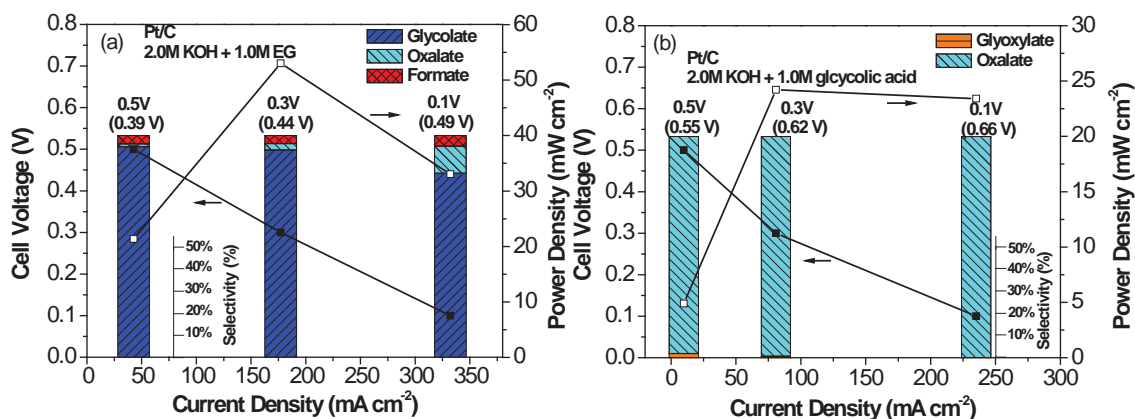 (a)
Pt/C
2.0M KOH + 1.0M EG
Glycolate
Oxalate
Formate
0.5V
(0.39 V)
0.3V
(0.44 V)
0.1V
(0.49 V)
50%
40%
30%
20%
10%
Selectivity (%)
0.8
0.7
0.6
0.5
0.4
0.3
0.2
0.1
0.0
Cell Voltage (V)
60
50
40
30
20
10
0
Power Density (mW cm-2)
0 50 100 150 200 250 300 350
Current Density (mA cm-2)
(b)
Pt/C
2.0M KOH + 1.0M glcycolic acid
Glyoxylate
Oxalate
0.5V
(0.55 V)
0.3V
(0.62 V)
0.1V
(0.66 V)
50%
40%
30%
20%
10%
Selectivity (%)
0.8
0.7
0.6
0.5
0.4
0.3
0.2
0.1
0.0
Cell Voltage (V)
30
25
20
15
10
5
0
Power Density (mW cm-2)
0 50 100 150 200 250 300
Current Density (mA cm-2)